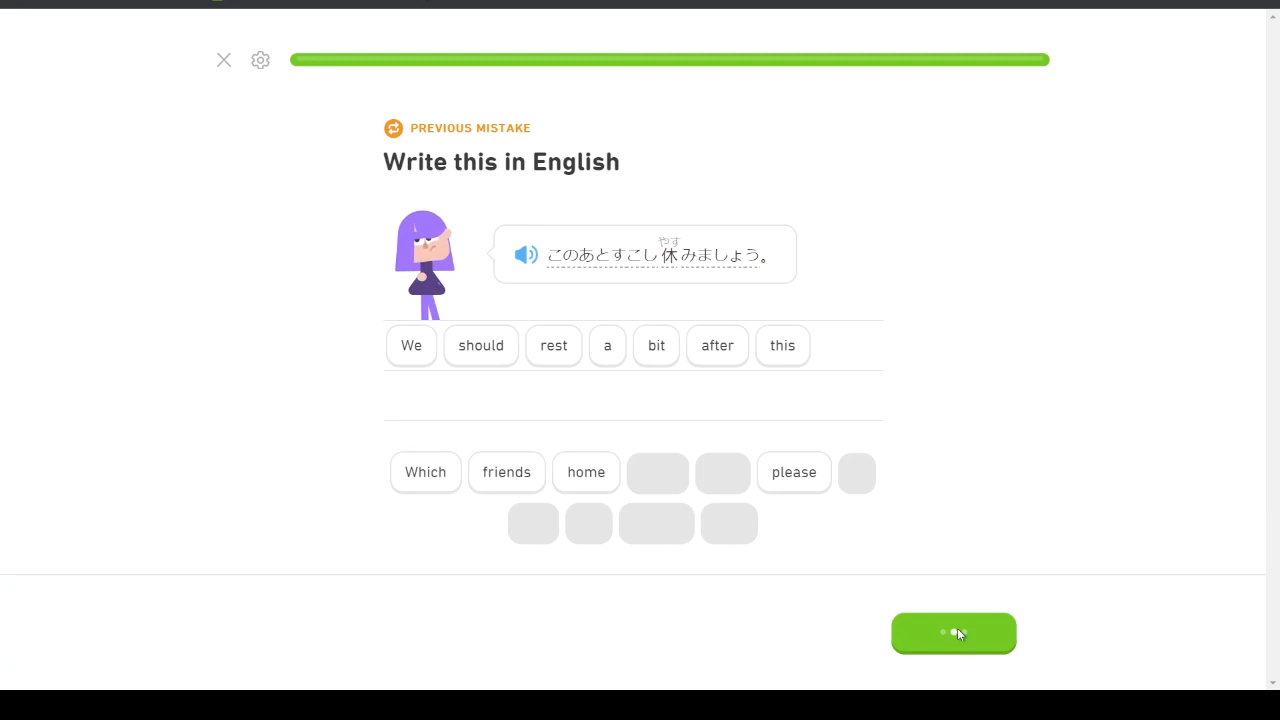 PREVIOUS MISTAKE
Write this in English
やす
このあとすこし休みましょう。
We should rest a bit after this
Which friends home please